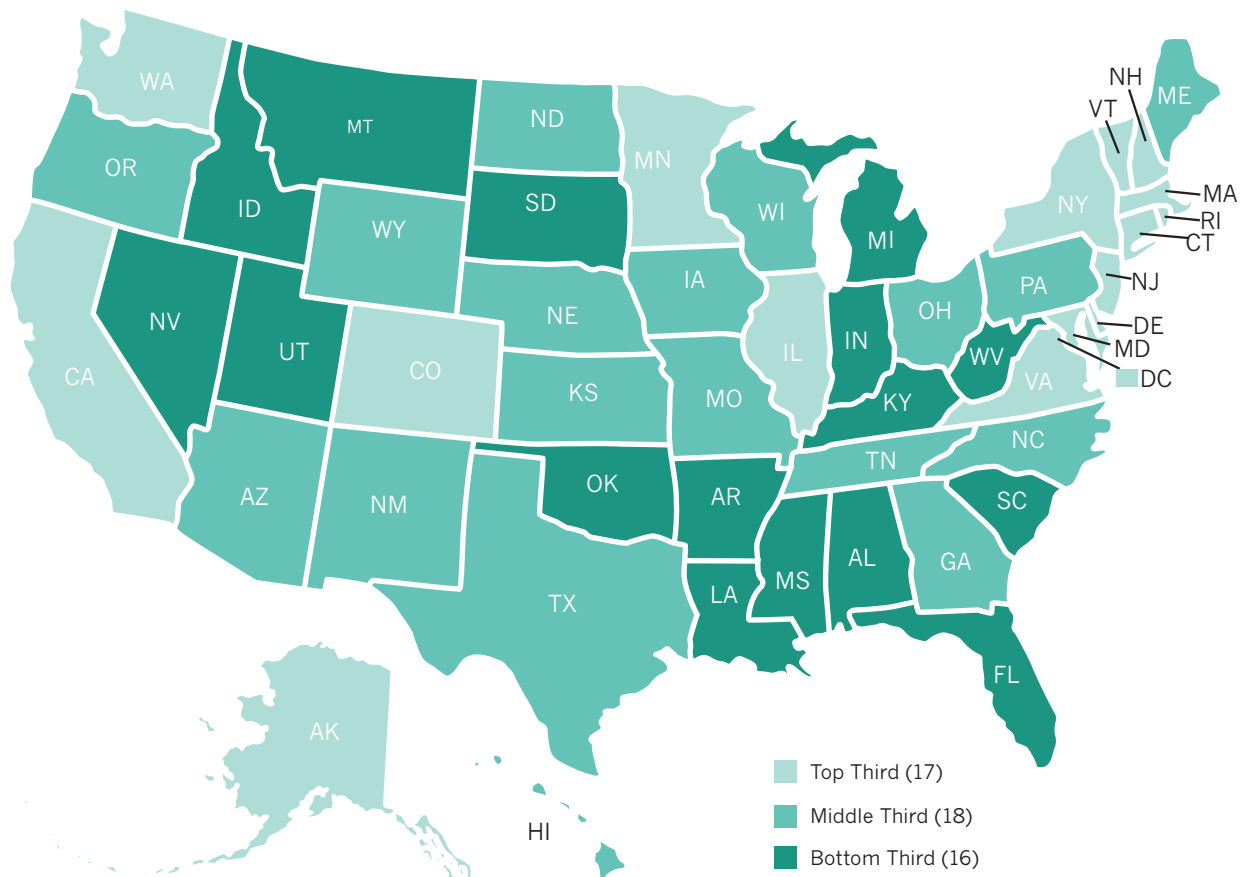 WA
MT
ND
MN
OR
ID
SD
WY
WI
MI
NH
VT
ME
NY
MA
RI
CT
NV
UT
CA
CO
NE
IA
IL
IN
OH
PA
NJ
DE
MD
DC
WV
VA
KS
MO
KY
AZ
NM
OK
AR
TN
NC
SC
TX
LA
MS
AL
GA
FL
AK
HI
Top Third (17)
Middle Third (18)
Bottom Third (16)